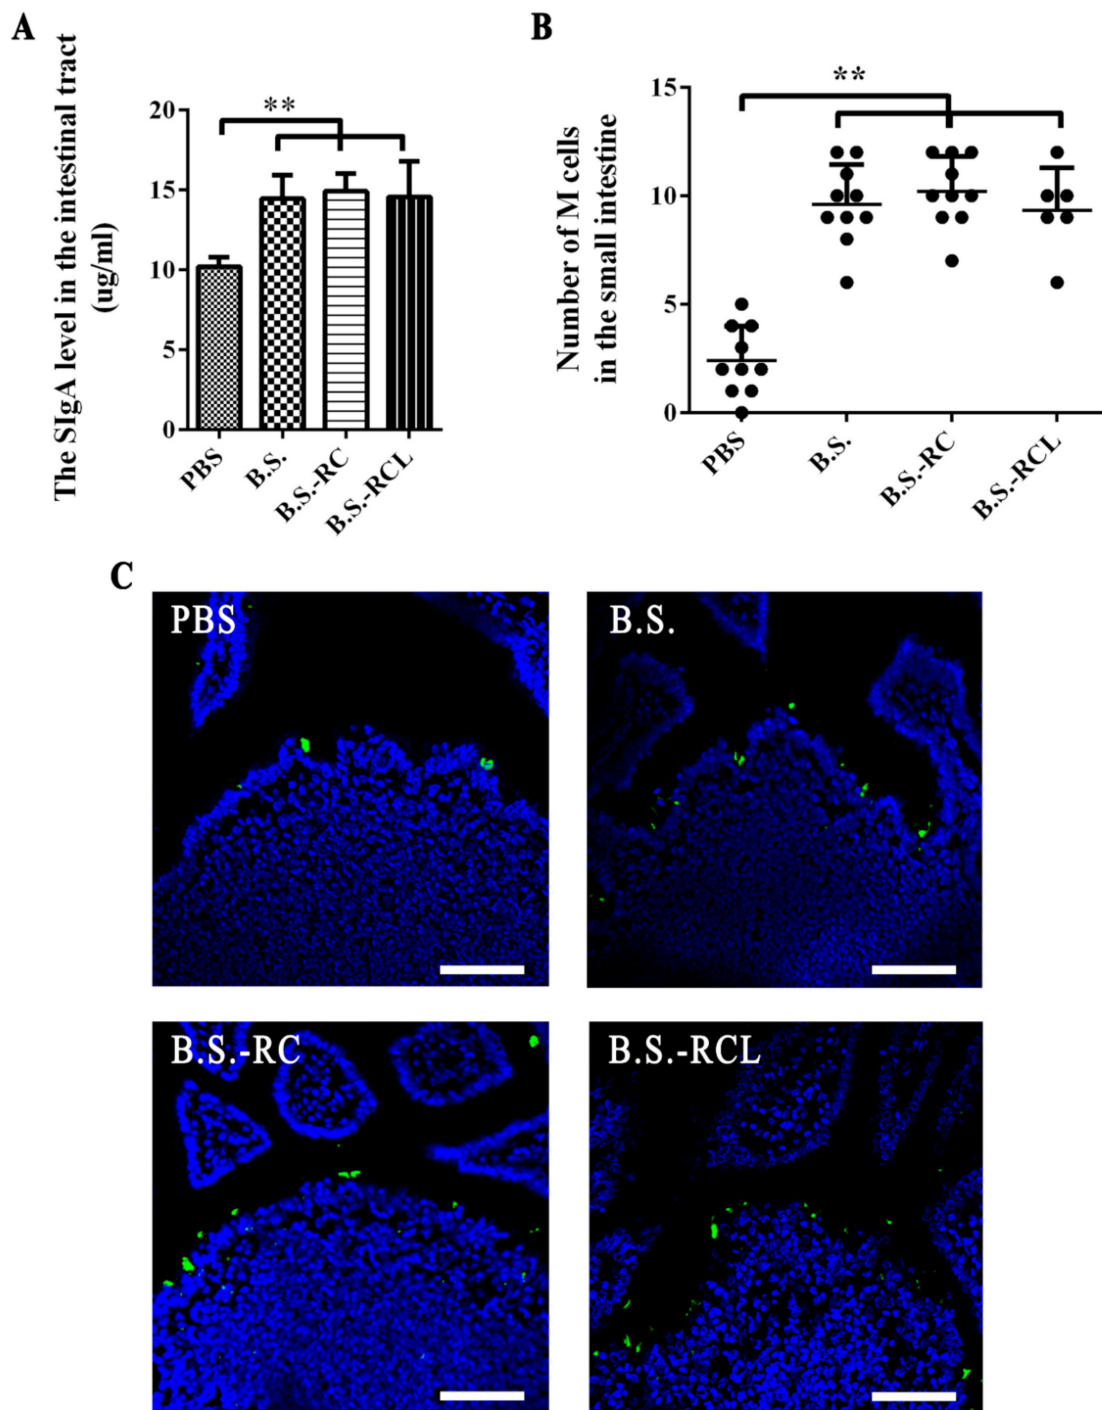 A
The SIgA level in the intestinal tract
(ug/ml)
20
15
10
5
0
**
PBS
B.S.
B.S.-RC
B.S.-RCL
B
Number of M cells
in the small intestine
15
10
5
0
**
PBS
B.S.
B.S.-RC
B.S.-RCL
C
PBS
B.S.
B.S.-RC
B.S.-RCL